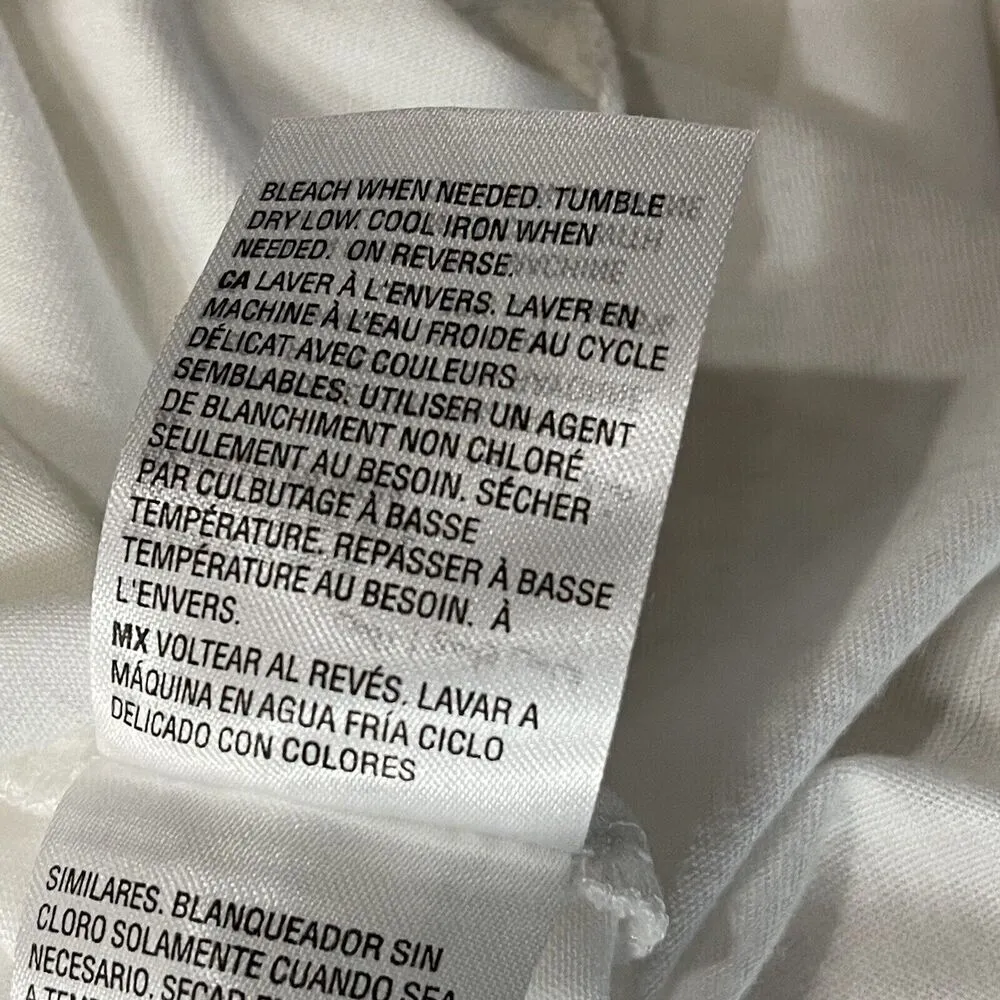 BLEACH WHEN NEEDED. TUMBLE
DRY LOW. COOL IRON WHEN
NEEDED. ON REVERSE.
CA LAVER À L'ENVERS. LAVER EN
MACHINE À L'EAU FROIDE AU CYCLE
DÉLICAT AVEC COULEURS
SEMBLABLES. UTILISER UN AGENT
DE BLANCHIMENT NON CHLORÉ
SEULEMENT AU BESOIN. SÉCHER
PAR CULBUTAGE À BASSE
TEMPÉRATURE. REPASSER À BASSE
TEMPÉRATURE AU BESOIN. À
L'ENVERS.
MX VOLTEAR AL REVÉS. LAVAR A
MÁQUINA EN AGUA FRÍA CICLO
DELICADO CON COLORES
SIMILARES. BLANQUEADOR SIN
CLORO SOLAMENTE CUANDO SEA
NECESARIO. SECAR
A